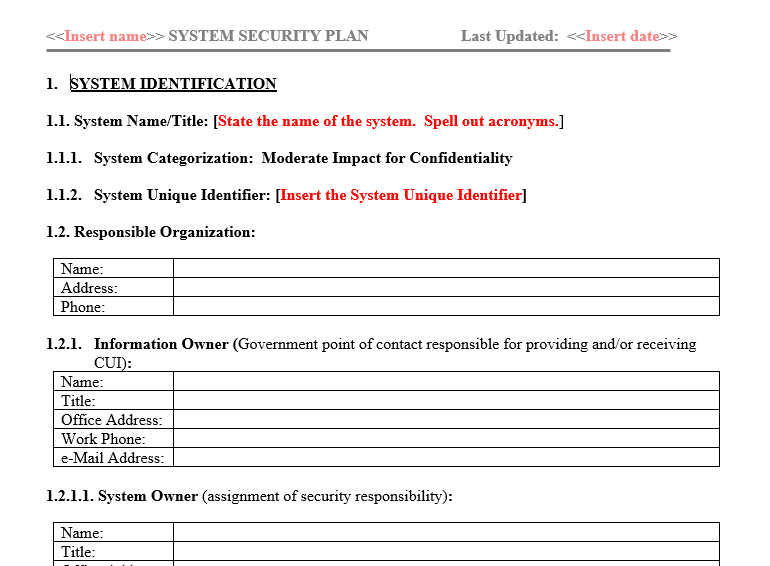 <<Insert name>> SYSTEM SECURITY PLAN Last Updated: <<Insert date>>
1. SYSTEM IDENTIFICATION
1.1. System Name/Title: [State the name of the system. Spell out acronyms.]
1.1.1. System Categorization: Moderate Impact for Confidentiality
1.1.2. System Unique Identifier: [Insert the System Unique Identifier]
1.2. Responsible Organization:
Name:
Address:
Phone:
1.2.1. Information Owner (Government point of contact responsible for providing and/or receiving
CUI):
Name:
Title:
Office Address:
Work Phone:
e-Mail Address:
1.2.1.1. System Owner (assignment of security responsibility):
Name:
Title: